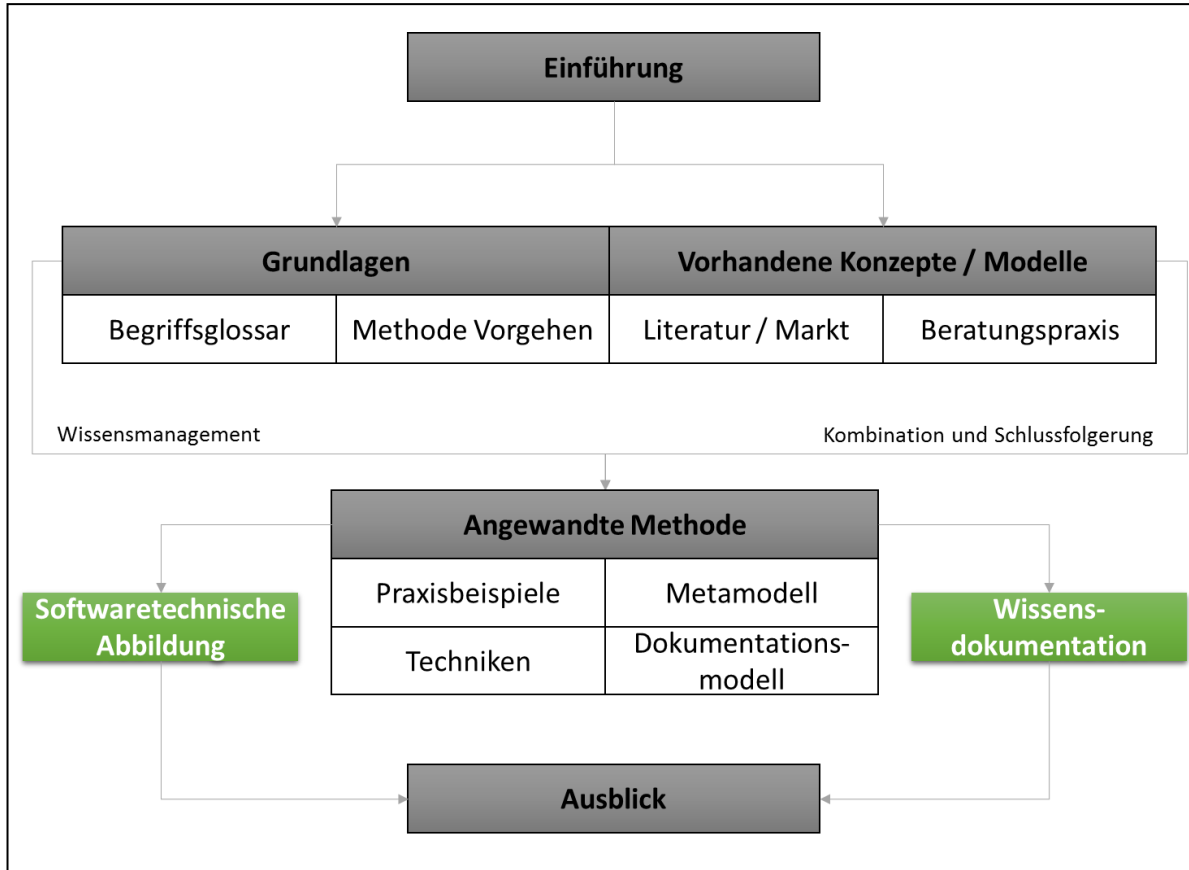 Einführung
Grundlagen
Vorhandene Konzepte / Modelle
Begriffsglossar
Methode Vorgehen
Literatur / Markt
Beratungspraxis
Wissensmanagement
Kombination und Schlussfolgerung
Angewandte Methode
Praxisbeispiele
Metamodell
Techniken
Dokumentations-
modell
Softwaretechnische
Abbildung
Wissens-
dokumentation
Ausblick